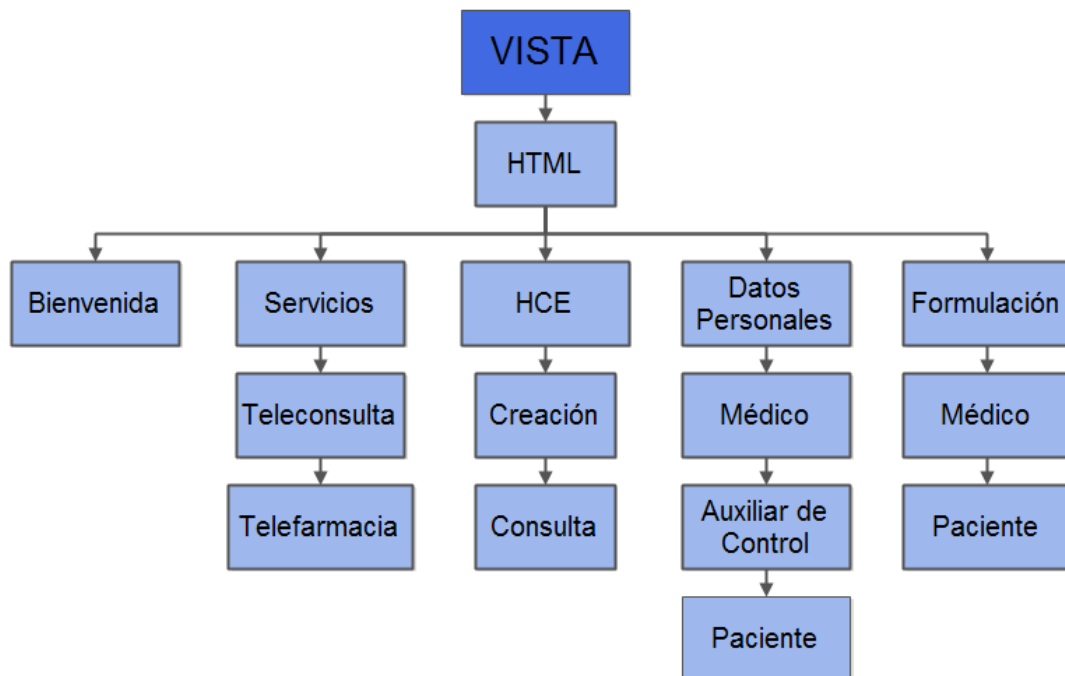 VISTA
HTML
Bienvenida
Servicios
HCE
Datos
Personales
Formulación
Teleconsulta
Creación
Médico
Médico
Telefarmacia
Consulta
Auxiliar de
Control
Paciente
Paciente